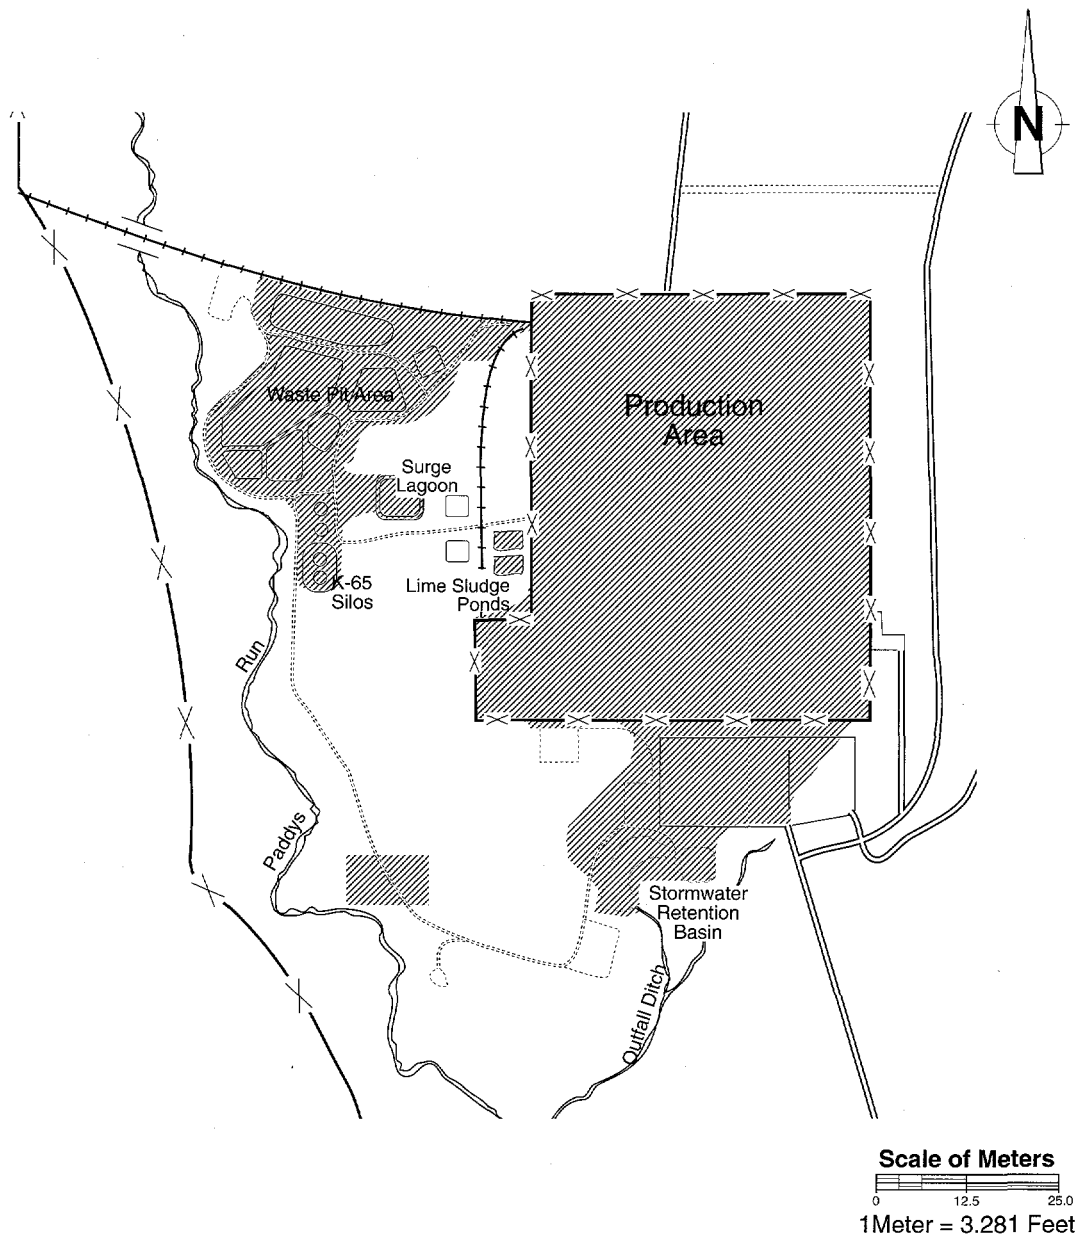 N
Waste Pit Area
Production
Area
Surge
Lagoon
K-65
Silos
Lime Sludge
Ponds
Run
Paddys
Stormwater
Retention
Basin
Outfall Ditch
Scale of Meters
0 12.5 25.0
1Meter = 3.281 Feet